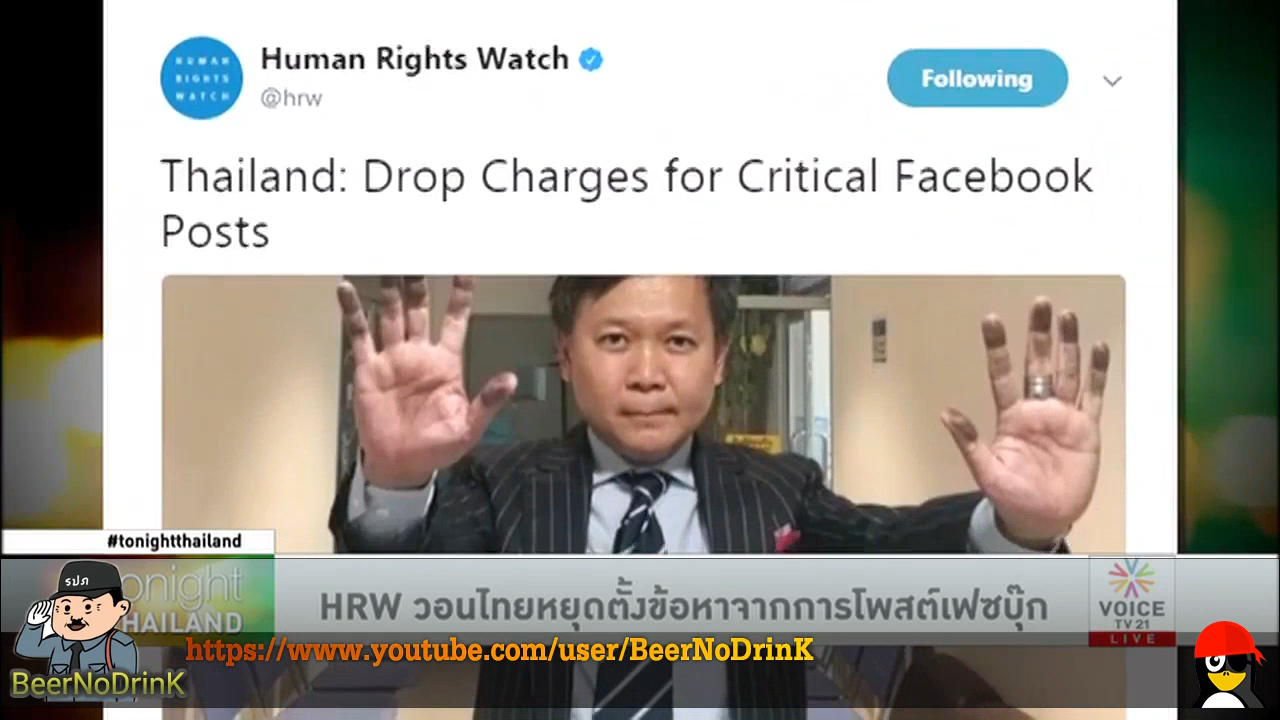 HUMAN
RIGHTS
WATCH
Human Rights Watch
@hrw
Following
Thailand: Drop Charges for Critical Facebook
Posts
#tonightthailand
tonight
THAILAND
HRW วอนไทยหยุดตั้งข้อหาจากการโพสต์เฟซบุ๊ก
VOICE
TV 21
LIVE
รปภ
https://www.youtube.com/user/BeerNoDrinK
BeerNoDrinK